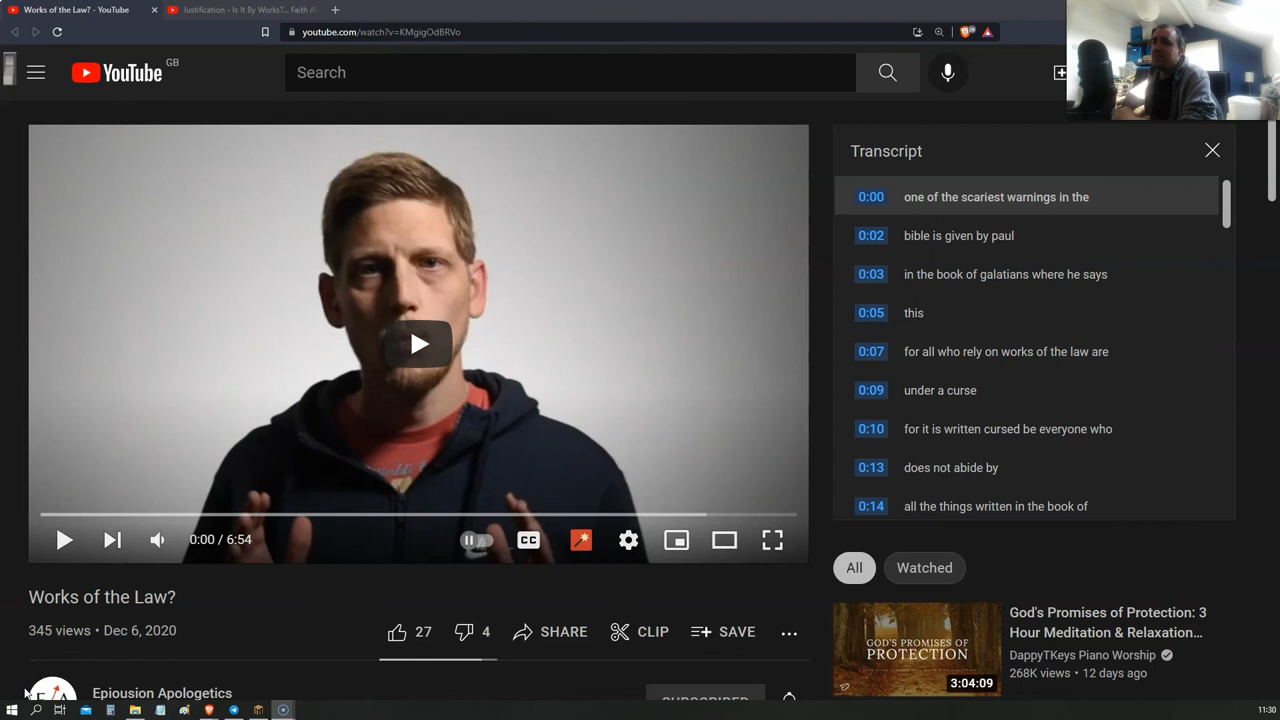 Works of the Law? - YouTube
Justification - Is It By Works?... Faith Al
youtube.com/watch?v=KMgigOdBRVo
YouTube GB
Search
Transcript
0:00 one of the scariest warnings in the
0:02 bible is given by paul
0:03 in the book of galatians where he says
0:05 this
0:07 for all who rely on works of the law are
0:09 under a curse
0:10 for it is written cursed be everyone who
0:13 does not abide by
0:14 all the things written in the book of
0:00 / 6:54
CC
All
Watched
Works of the Law?
345 views • Dec 6, 2020
27
4
SHARE
CLIP
SAVE
GOD'S PROMISES OF
PROTECTION
3:04:09
God's Promises of Protection: 3
Hour Meditation & Relaxation...
DappyTKeys Piano Worship
268K views • 12 days ago
Epiousion Apologetics
SUBSCRIBED
11:30